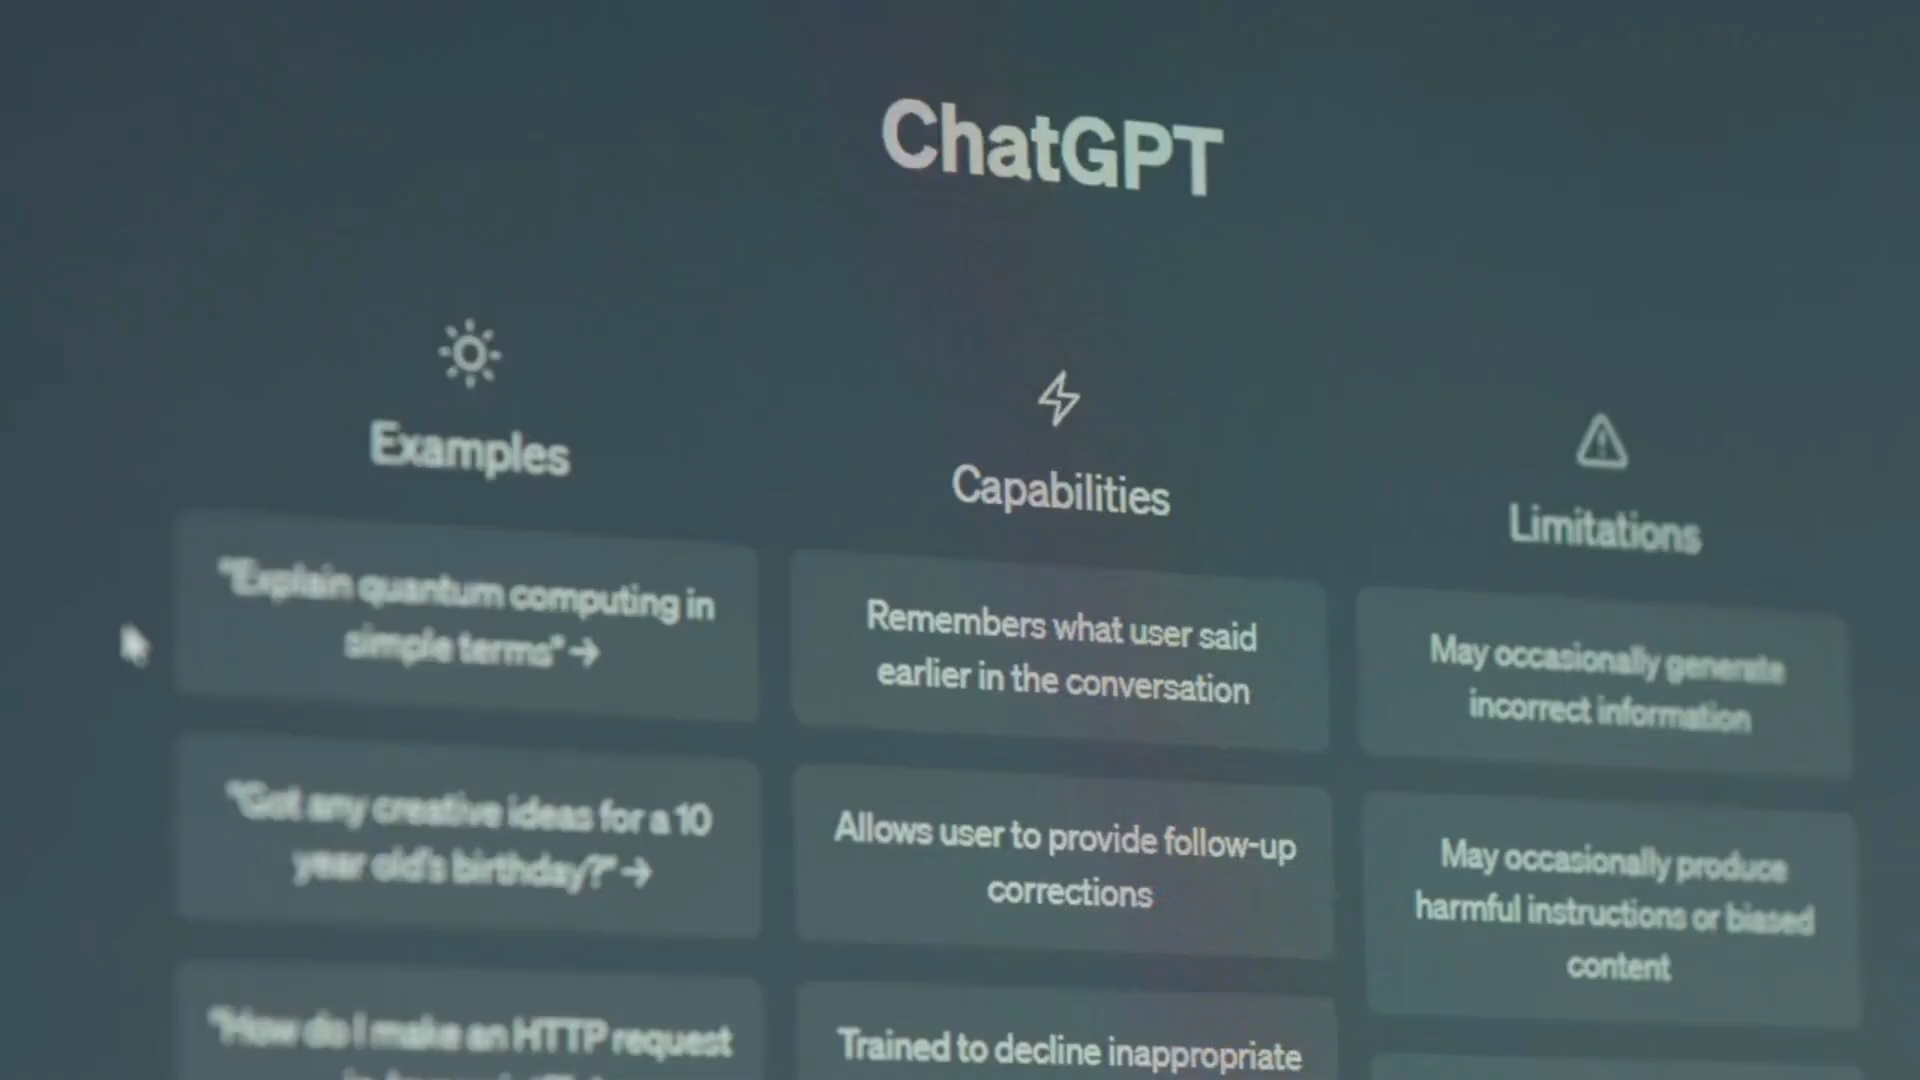 ChatGPT
Examples
"Explain quantum computing in
simple terms" →
"Got any creative ideas for a 10
year old's birthday?" →
"How do I make an HTTP request
Capabilities
Remembers what user said
earlier in the conversation
Allows user to provide follow-up
corrections
Trained to decline inappropriate
Limitations
May occasionally generate
incorrect information
May occasionally produce
harmful instructions or biased
content